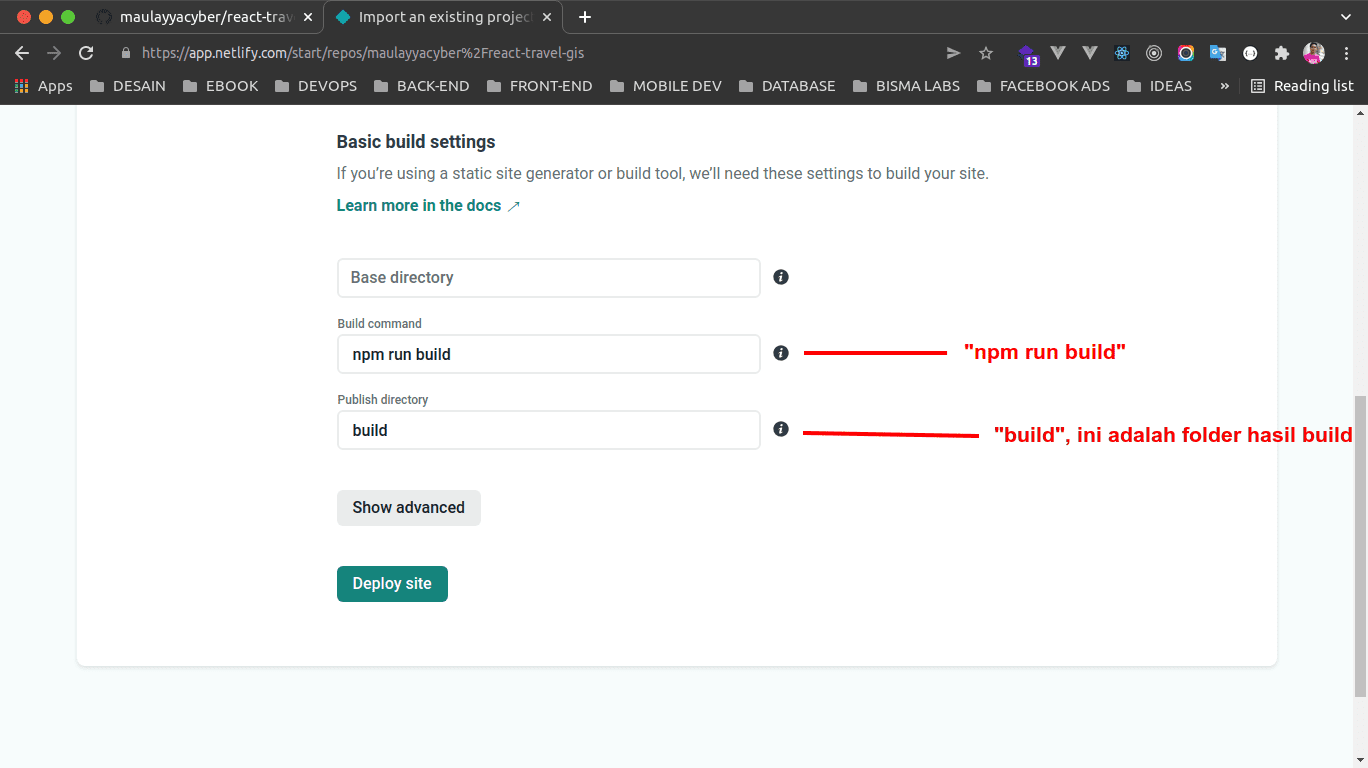 maulayyacyber/react-trav
Import an existing project
https://app.netlify.com/start/repos/maulayyacyber%2Freact-travel-gis
13
Apps DESAIN EBOOK DEVOPS BACK-END FRONT-END MOBILE DEV DATABASE BISMA LABS FACEBOOK ADS IDEAS » Reading list
Basic build settings
If you’re using a static site generator or build tool, we’ll need these settings to build your site.
Learn more in the docs ↗
Base directory
Build command
npm run build
"npm run build"
Publish directory
build
"build", ini adalah folder hasil build
Show advanced
Deploy site